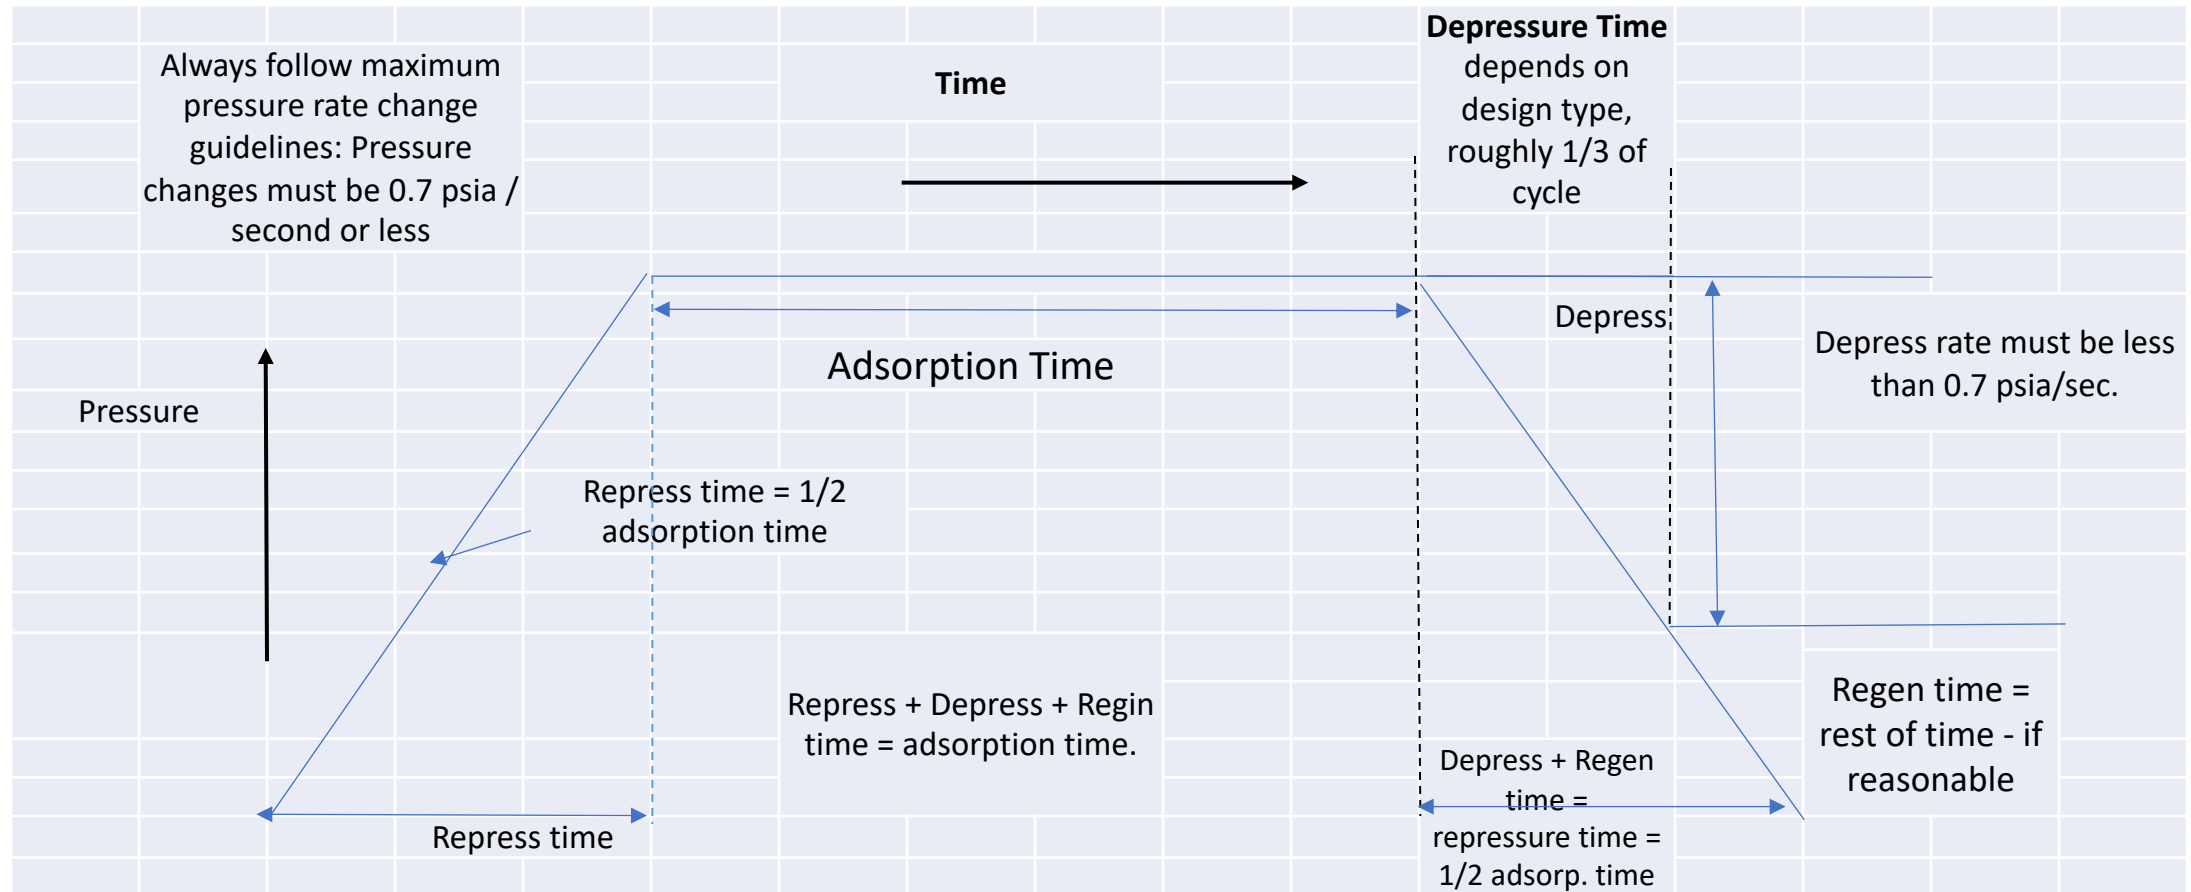 Always follow maximum
pressure rate change
guidelines: Pressure
changes must be 0.7 psia /
second or less
Time
Depressure Time
depends on
design type,
roughly 1/3 of
cycle
Depress
Depress rate must be less
than 0.7 psia/sec.
Adsorption Time
Pressure
Repress time = 1/2
adsorption time
Repress + Depress + Regin
time = adsorption time.
Regen time =
rest of time - if
reasonable
Depress + Regen
time =
repressure time =
1/2 adsorp. time
Repress time